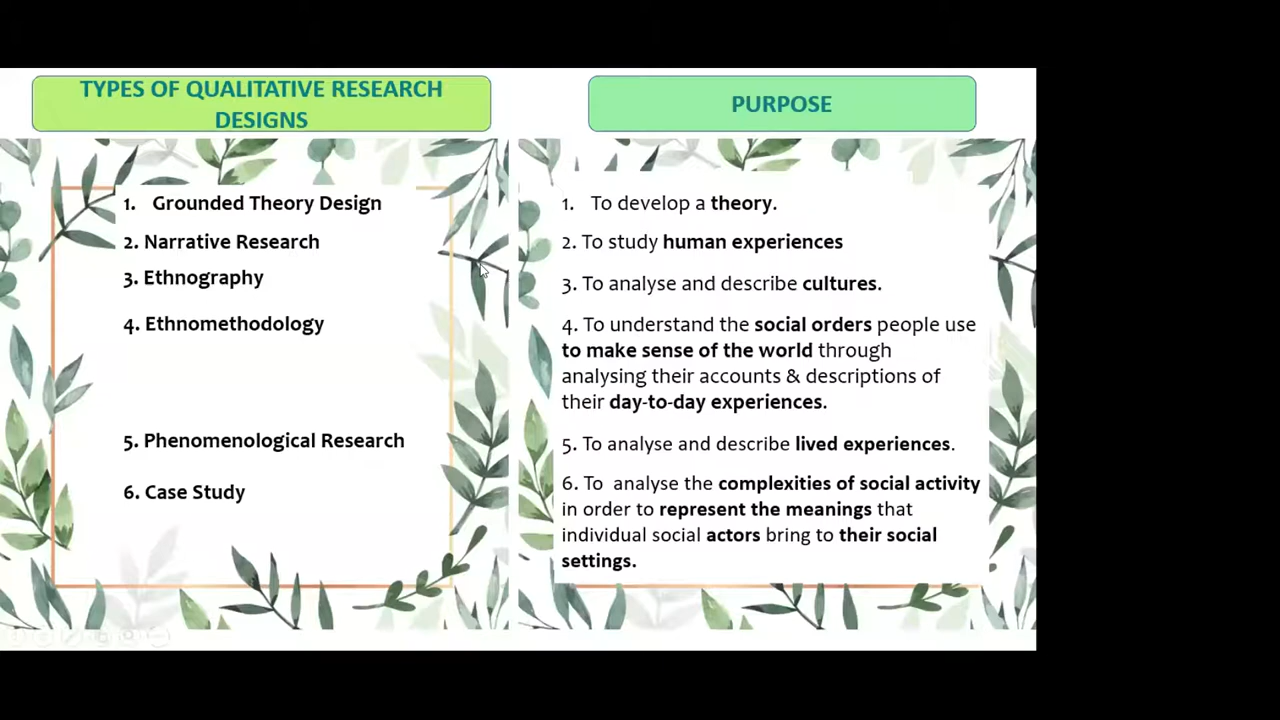 TYPES OF QUALITATIVE RESEARCH
DESIGNS
1. Grounded Theory Design
2. Narrative Research
3. Ethnography
4. Ethnomethodology
5. Phenomenological Research
6. Case Study
PURPOSE
1. To develop a theory.
2. To study human experiences
3. To analyse and describe cultures.
4. To understand the social orders people use
to make sense of the world through
analysing their accounts & descriptions of
their day-to-day experiences.
5. To analyse and describe lived experiences.
6. To analyse the complexities of social activity
in order to represent the meanings that
individual social actors bring to their social
settings.